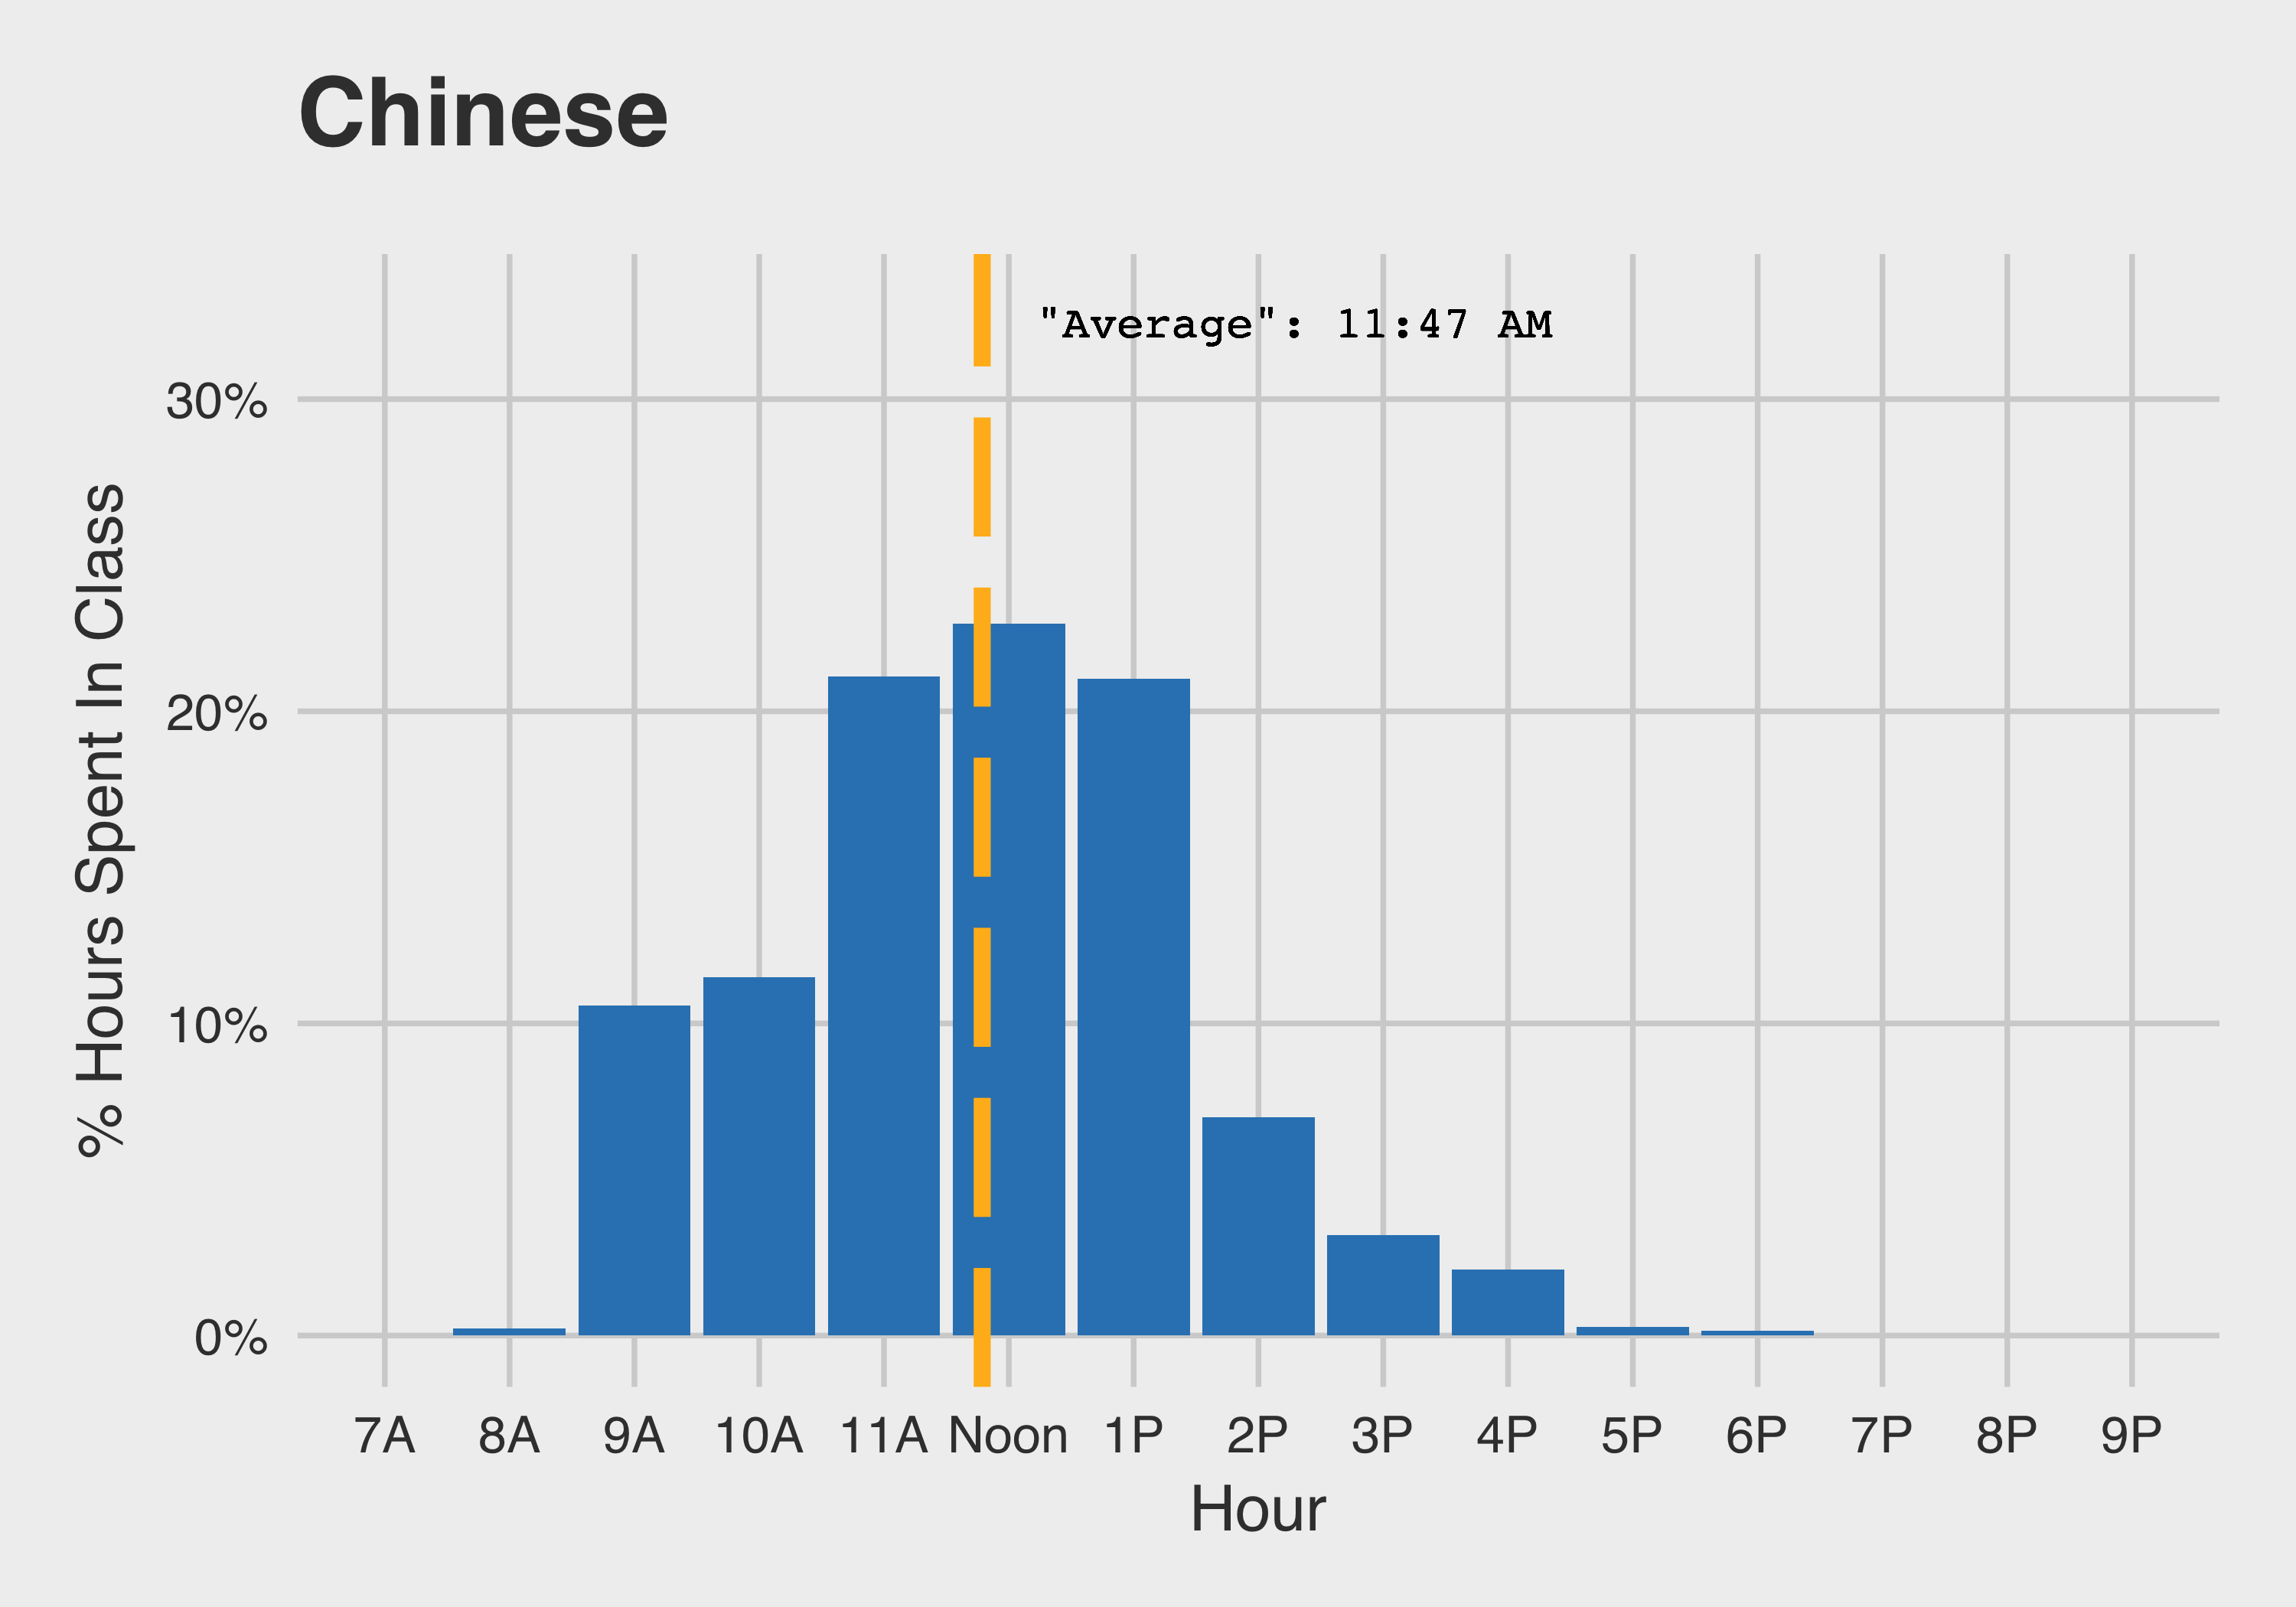 Chinese
"Average": 11:47 AM
% Hours Spent In Class
30%
20%
10%
0%
7A 8A 9A 10A 11A Noon 1P 2P 3P 4P 5P 6P 7P 8P 9P
Hour